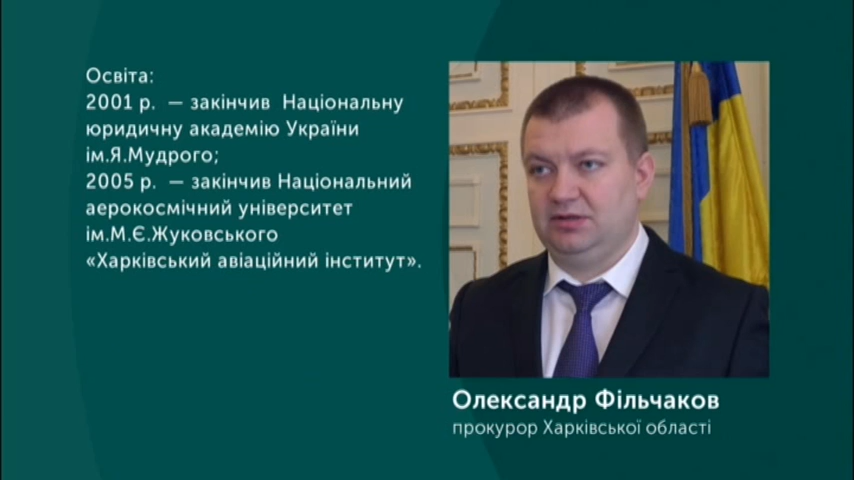 Освіта:
2001 р. — закінчив Національну
юридичну академію України
ім.Я.Мудрого;
2005 р. — закінчив Національний
аерокосмічний університет
ім.М.Є.Жуковського
«Харківський авіаційний інститут».
Олександр Фільчаков
прокурор Харківської області